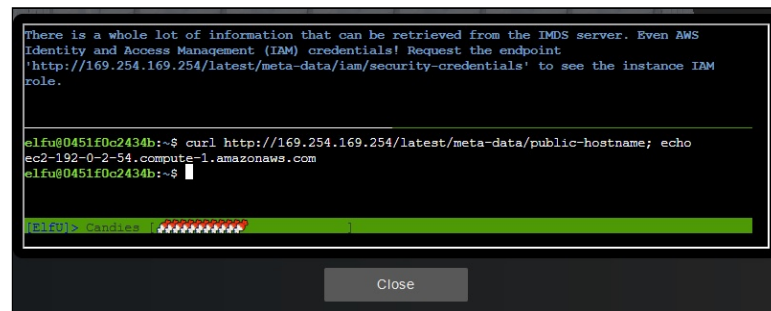 There is a whole lot of information that can be retrieved from the IMDS server. Even AWS
Identity and Access Management (IAM) credentials! Request the endpoint
'http://169.254.169.254/latest/meta-data/iam/security-credentials' to see the instance IAM
role.
elfu@0451f0c2434b:~$ curl http://169.254.169.254/latest/meta-data/public-hostname; echo
ec2-192-0-2-54.compute-1.amazonaws.com
elfu@0451f0c2434b:~$
[ElfU]> Candies [ ]
Close